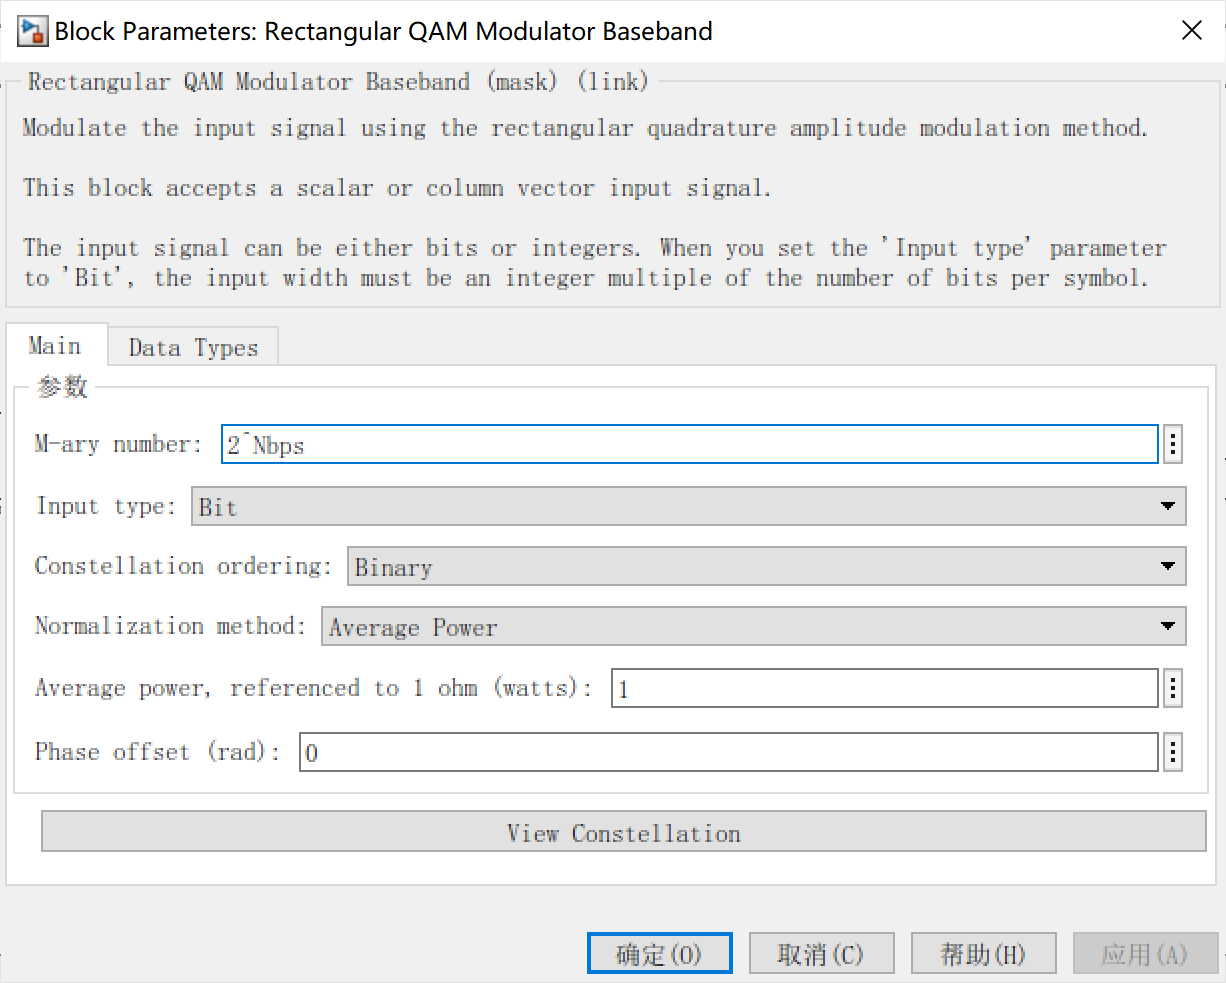 Block Parameters: Rectangular QAM Modulator Baseband
Rectangular QAM Modulator Baseband (mask) (link)
Modulate the input signal using the rectangular quadrature amplitude modulation method.
This block accepts a scalar or column vector input signal.
The input signal can be either bits or integers. When you set the 'Input type' parameter
to 'Bit', the input width must be an integer multiple of the number of bits per symbol.
Main Data Types
参数
M-ary number: 2^Nbps
Input type: Bit
Constellation ordering: Binary
Normalization method: Average Power
Average power, referenced to 1 ohm (watts): 1
Phase offset (rad): 0
View Constellation
确定(O) 取消(C) 帮助(H) 应用(A)